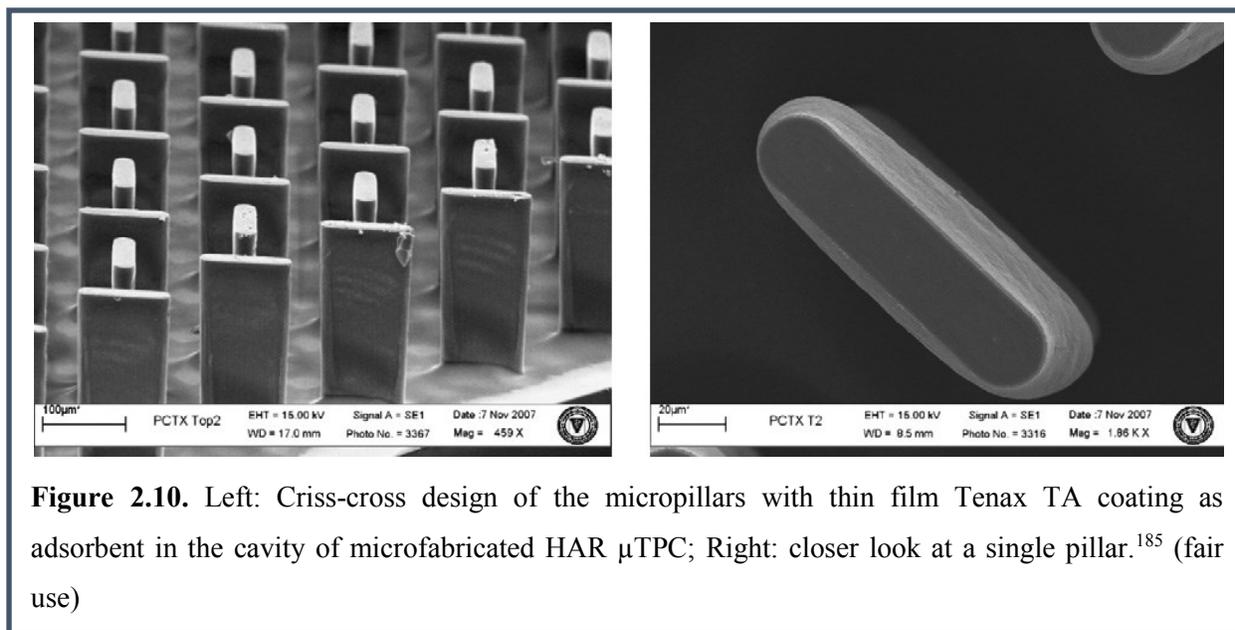 100µm
PCTX Top2
EHT = 15.00 kV
WD = 17.0 mm
Signal A = SE1
Photo No. = 3367
Date :7 Nov 2007
Mag = 459 X
20µm
PCTX T2
EHT = 15.00 kV
WD = 8.5 mm
Signal A = SE1
Photo No. = 3316
Date :7 Nov 2007
Mag = 1.86 K X
Figure 2.10. Left: Criss-cross design of the micropillars with thin film Tenax TA coating as
adsorbent in the cavity of microfabricated HAR µTPC; Right: closer look at a single pillar.185 (fair
use)